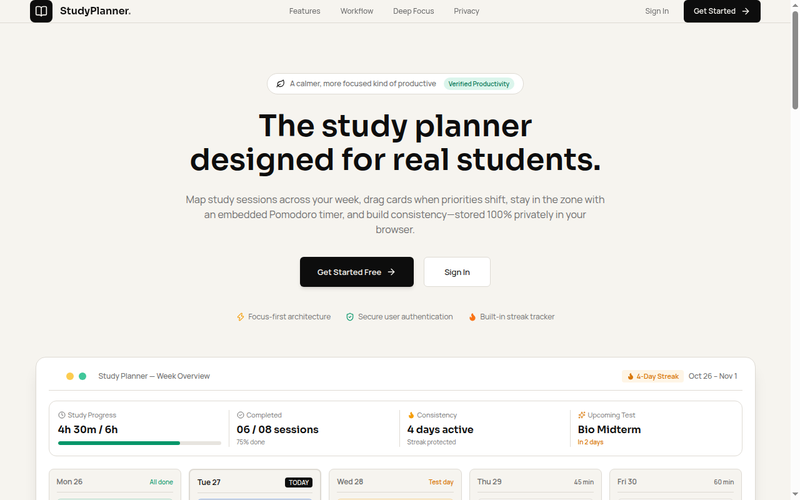 StudyPlanner.
Features Workflow Deep Focus Privacy
Sign In Get Started
A calmer, more focused kind of productive Verified Productivity
The study planner
designed for real students.
Map study sessions across your week, drag cards when priorities shift, stay in the zone with
an embedded Pomodoro timer, and build consistency—stored 100% privately in your
browser.
Get Started Free Sign In
Focus-first architecture Secure user authentication Built-in streak tracker
Study Planner — Week Overview 4-Day Streak Oct 26 – Nov 1
Study Progress Completed Consistency Upcoming Test
4h 30m / 6h 06 / 08 sessions 4 days active Bio Midterm
75% done Streak protected In 2 days
Mon 26 All done Tue 27 TODAY Wed 28 Test day Thu 29 45 min Fri 30 60 min